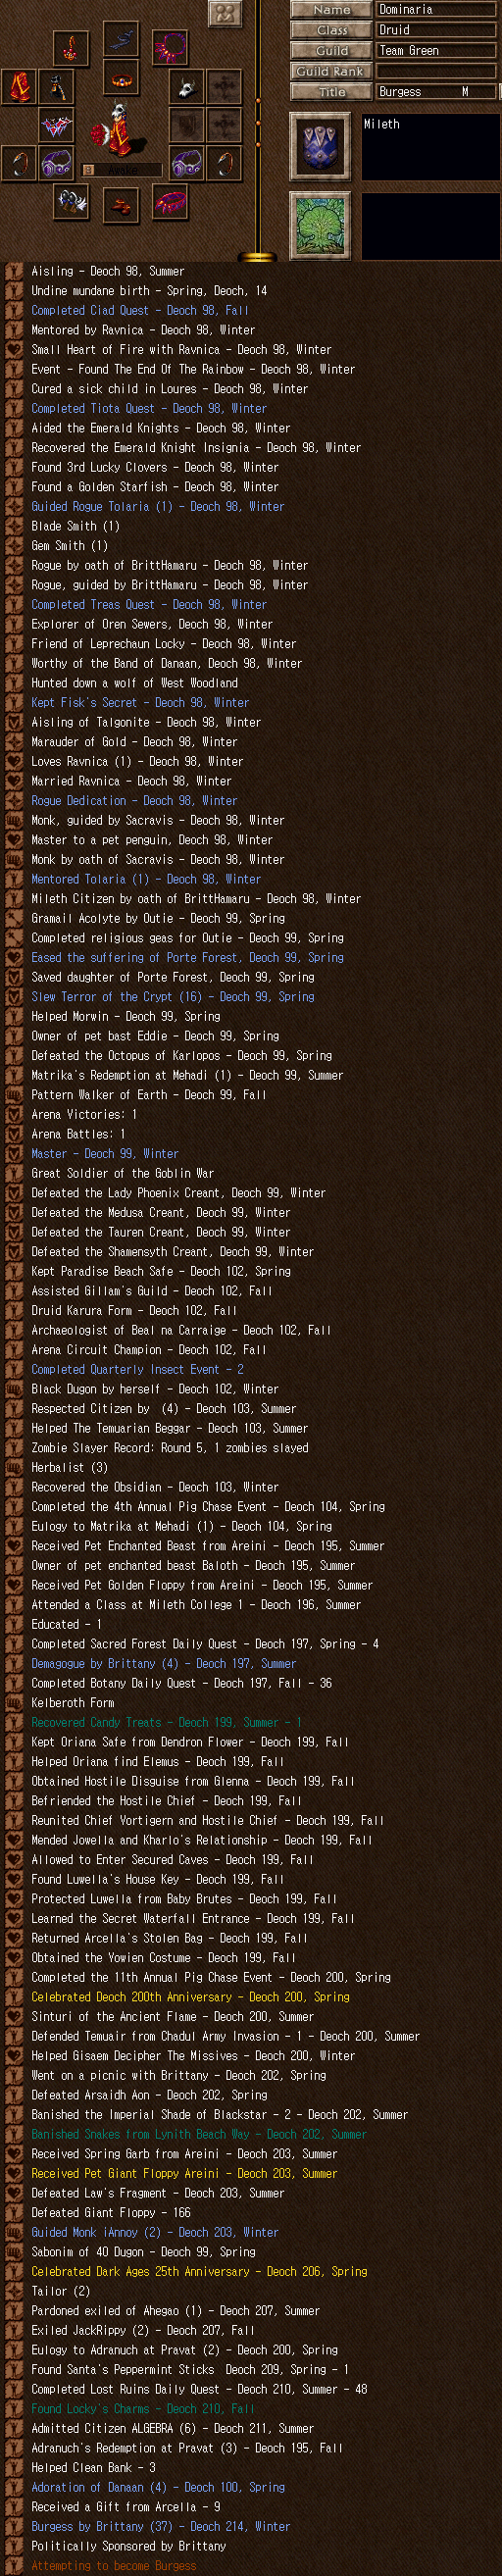 Name Dominaria
Class Druid
Guild Team Green
Guild Rank
Title Burgess M
Mileth
Aisling - Deoch 98, Summer
Undine mundane birth - Spring, Deoch, 14
Completed Ciad Quest - Deoch 98, Fall
Mentored by Ravnica - Deoch 98, Winter
Small Heart of Fire with Ravnica - Deoch 98, Winter
Event - Found The End Of The Rainbow - Deoch 98, Winter
Cured a sick child in Loures - Deoch 98, Winter
Completed Tiota Quest - Deoch 98, Winter
Aided the Emerald Knights - Deoch 98, Winter
Recovered the Emerald Knight Insignia - Deoch 98, Winter
Found 3rd Lucky Clovers - Deoch 98, Winter
Found a Golden Starfish - Deoch 98, Winter
Guided Rogue Tolaria (1) - Deoch 98, Winter
Blade Smith (1)
Gem Smith (1)
Rogue by oath of BrittHamaru - Deoch 98, Winter
Rogue, guided by BrittHamaru - Deoch 98, Winter
Completed Treas Quest - Deoch 98, Winter
Explorer of Oren Sewers, Deoch 98, Winter
Friend of Leprechaun Locky - Deoch 98, Winter
Worthy of the Band of Danaan, Deoch 98, Winter
Hunted down a wolf of West Woodland
Kept Fisk's Secret - Deoch 98, Winter
Aisling of Talgonite - Deoch 98, Winter
Marauder of Gold - Deoch 98, Winter
Loves Ravnica (1) - Deoch 98, Winter
Married Ravnica - Deoch 98, Winter
Rogue Dedication - Deoch 98, Winter
Monk, guided by Sacravis - Deoch 98, Winter
Master to a pet penguin, Deoch 98, Winter
Monk by oath of Sacravis - Deoch 98, Winter
Mentored Tolaria (1) - Deoch 98, Winter
Mileth Citizen by oath of BrittHamaru - Deoch 98, Winter
Gramail Acolyte by Outie - Deoch 99, Spring
Completed religious geas for Outie - Deoch 99, Spring
Eased the suffering of Porte Forest, Deoch 99, Spring
Saved daughter of Porte Forest, Deoch 99, Spring
Slew Terror of the Crypt (16) - Deoch 99, Spring
Helped Morwin - Deoch 99, Spring
Owner of pet bast Eddie - Deoch 99, Spring
Defeated the Octopus of Karlopos - Deoch 99, Spring
Matrika's Redemption at Mehadi (1) - Deoch 99, Summer
Pattern Walker of Earth - Deoch 99, Fall
Arena Victories: 1
Arena Battles: 1
Master - Deoch 99, Winter
Great Soldier of the Goblin War
Defeated the Lady Phoenix Creant, Deoch 99, Winter
Defeated the Medusa Creant, Deoch 99, Winter
Defeated the Tauren Creant, Deoch 99, Winter
Defeated the Shamensyth Creant, Deoch 99, Winter
Kept Paradise Beach Safe - Deoch 102, Spring
Assisted Gillam's Guild - Deoch 102, Fall
Druid Karura Form - Deoch 102, Fall
Archaeologist of Beal na Carraige - Deoch 102, Fall
Arena Circuit Champion - Deoch 102, Fall
Completed Quarterly Insect Event - 2
Black Dugon by herself - Deoch 102, Winter
Respected Citizen by  (4) - Deoch 103, Summer
Helped The Temuarian Beggar - Deoch 103, Summer
Zombie Slayer Record: Round 5, 1 zombies slayed
Herbalist (3)
Recovered the Obsidian - Deoch 103, Winter
Completed the 4th Annual Pig Chase Event - Deoch 104, Spring
Eulogy to Matrika at Mehadi (1) - Deoch 104, Spring
Received Pet Enchanted Beast from Areini - Deoch 195, Summer
Owner of pet enchanted beast Baloth - Deoch 195, Summer
Received Pet Golden Floppy from Areini - Deoch 195, Summer
Attended a Class at Mileth College 1 - Deoch 196, Summer
Educated - 1
Completed Sacred Forest Daily Quest - Deoch 197, Spring - 4
Demagogue by Brittany (4) - Deoch 197, Summer
Completed Botany Daily Quest - Deoch 197, Fall - 36
Kelberoth Form
Recovered Candy Treats - Deoch 199, Summer - 1
Kept Oriana Safe from Dendron Flower - Deoch 199, Fall
Helped Oriana find Elemus - Deoch 199, Fall
Obtained Hostile Disguise from Glenna - Deoch 199, Fall
Befriended the Hostile Chief - Deoch 199, Fall
Reunited Chief Vortigern and Hostile Chief - Deoch 199, Fall
Mended Jowella and Kharlo's Relationship - Deoch 199, Fall
Allowed to Enter Secured Caves - Deoch 199, Fall
Found Luwella's House Key - Deoch 199, Fall
Protected Luwella from Baby Brutes - Deoch 199, Fall
Learned the Secret Waterfall Entrance - Deoch 199, Fall
Returned Arcella's Stolen Bag - Deoch 199, Fall
Obtained the Yowien Costume - Deoch 199, Fall
Completed the 11th Annual Pig Chase Event - Deoch 200, Spring
Celebrated Deoch 200th Anniversary - Deoch 200, Spring
Sinturi of the Ancient Flame - Deoch 200, Summer
Defended Temuair from Chadul Army Invasion - 1 - Deoch 200, Summer
Helped Gisaem Decipher The Missives - Deoch 200, Winter
Went on a picnic with Brittany - Deoch 202, Spring
Defeated Arsaidh Aon - Deoch 202, Spring
Banished the Imperial Shade of Blackstar - 2 - Deoch 202, Summer
Banished Snakes from Lynith Beach Way - Deoch 202, Summer
Received Spring Garb from Areini - Deoch 203, Summer
Received Pet Giant Floppy Areini - Deoch 203, Summer
Defeated Law's Fragment - Deoch 203, Summer
Defeated Giant Floppy - 166
Guided Monk iAnnoy (2) - Deoch 203, Winter
Sabonim of 40 Dugon - Deoch 99, Spring
Celebrated Dark Ages 25th Anniversary - Deoch 206, Spring
Tailor (2)
Pardoned exiled of Ahegao (1) - Deoch 207, Summer
Exiled JackRippy (2) - Deoch 207, Fall
Eulogy to Adranuch at Pravat (2) - Deoch 200, Spring
Found Santa's Peppermint Sticks  Deoch 209, Spring - 1
Completed Lost Ruins Daily Quest - Deoch 210, Summer - 48
Found Locky's Charms - Deoch 210, Fall
Admitted Citizen ALGEBRA (6) - Deoch 211, Summer
Adranuch's Redemption at Pravat (3) - Deoch 195, Fall
Helped Clean Bank - 3
Adoration of Danaan (4) - Deoch 100, Spring
Received a Gift from Arcella - 9
Burgess by Brittany (37) - Deoch 214, Winter
Politically Sponsored by Brittany
Attempting to become Burgess